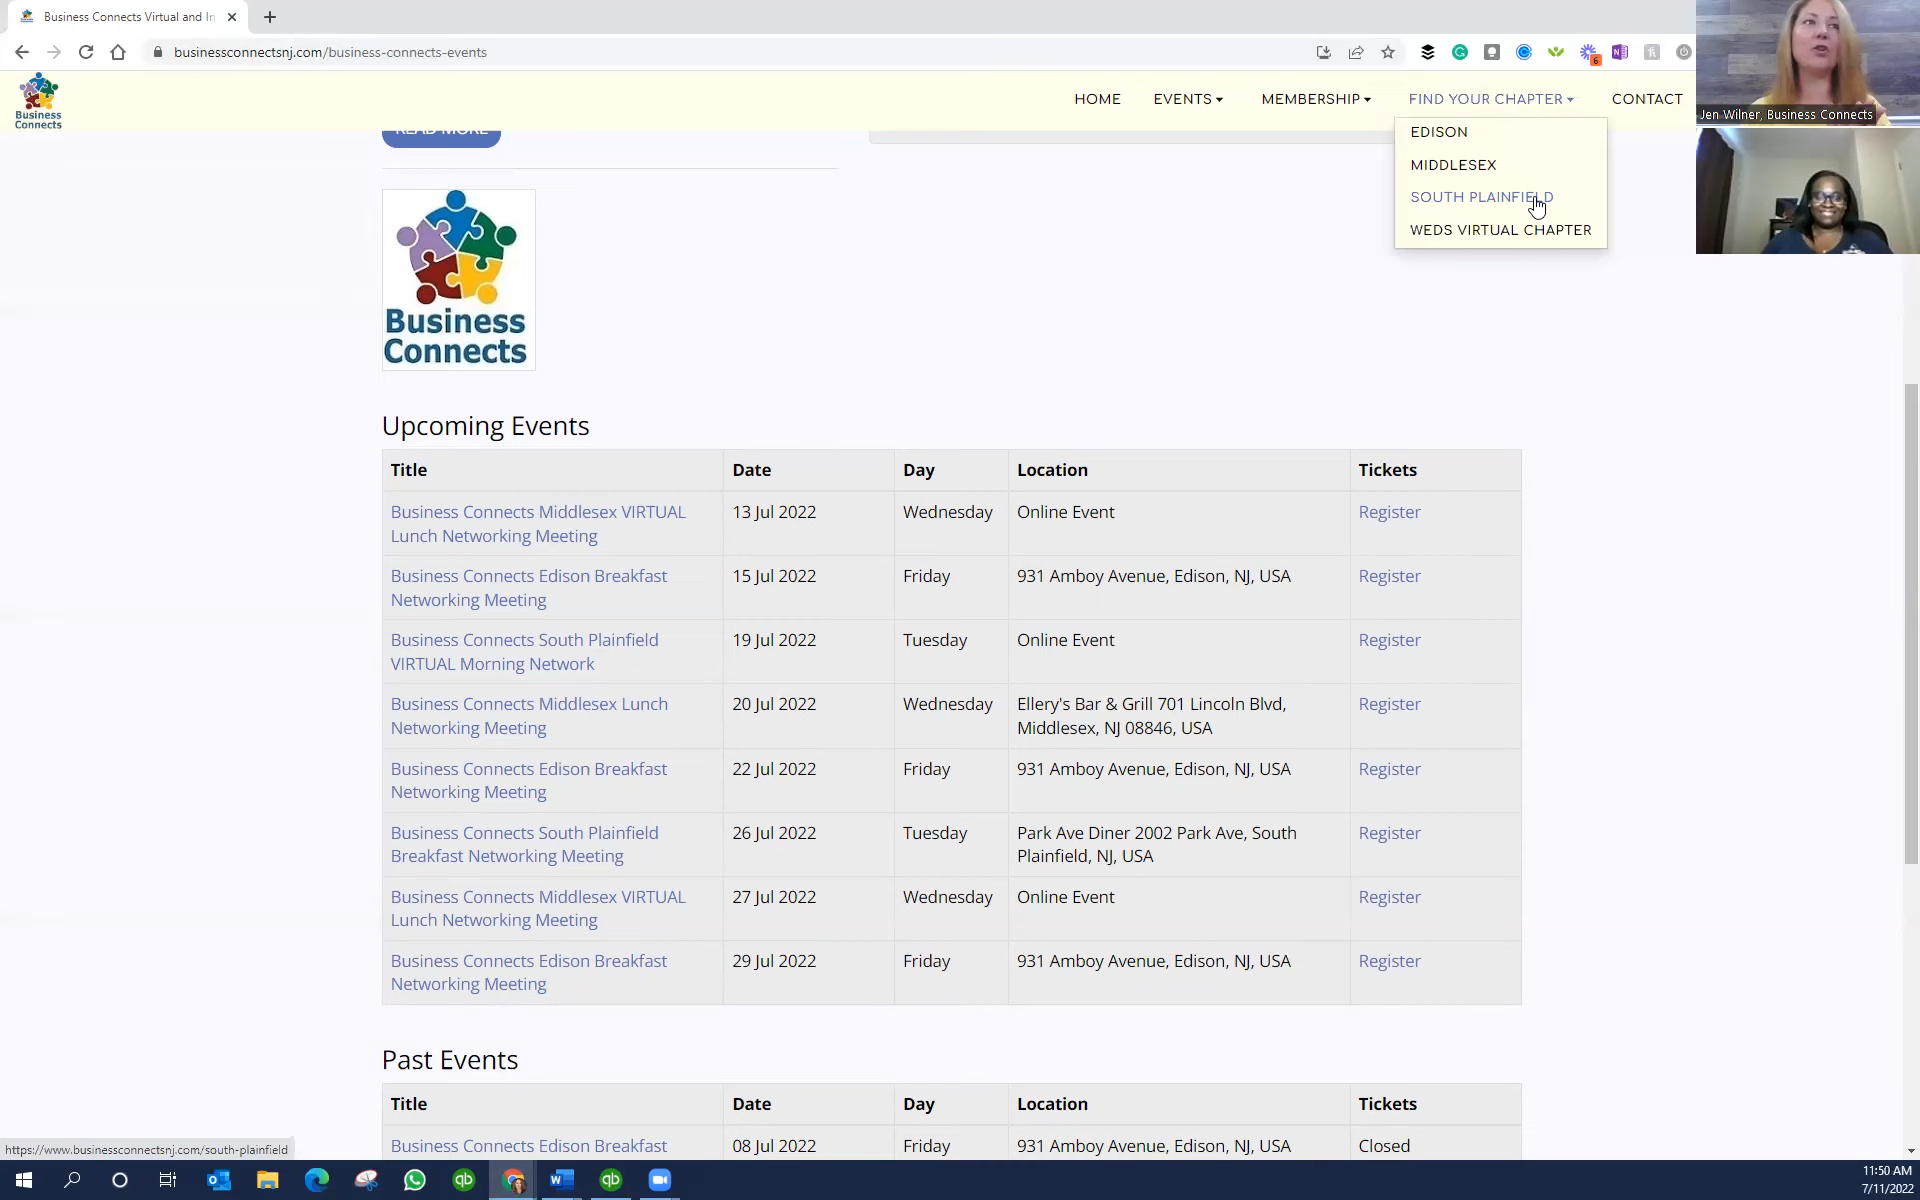 Business Connects Virtual and In
businessconnectsnj.com/business-connects-events
6
Business
Connects
HOME
EVENTS
MEMBERSHIP
FIND YOUR CHAPTER
CONTACT
Jen Wilner, Business Connects
READ MORE
EDISON
MIDDLESEX
SOUTH PLAINFIELD
WEDS VIRTUAL CHAPTER
Business
Connects
Upcoming Events
Title Date Day Location Tickets
Business Connects Middlesex VIRTUAL 13 Jul 2022 Wednesday Online Event Register
Lunch Networking Meeting
Business Connects Edison Breakfast 15 Jul 2022 Friday 931 Amboy Avenue, Edison, NJ, USA Register
Networking Meeting
Business Connects South Plainfield 19 Jul 2022 Tuesday Online Event Register
VIRTUAL Morning Network
Business Connects Middlesex Lunch 20 Jul 2022 Wednesday Ellery's Bar & Grill 701 Lincoln Blvd, Register
Networking Meeting Middlesex, NJ 08846, USA
Business Connects Edison Breakfast 22 Jul 2022 Friday 931 Amboy Avenue, Edison, NJ, USA Register
Networking Meeting
Business Connects South Plainfield 26 Jul 2022 Tuesday Park Ave Diner 2002 Park Ave, South Register
Breakfast Networking Meeting Plainfield, NJ, USA
Business Connects Middlesex VIRTUAL 27 Jul 2022 Wednesday Online Event Register
Lunch Networking Meeting
Business Connects Edison Breakfast 29 Jul 2022 Friday 931 Amboy Avenue, Edison, NJ, USA Register
Networking Meeting
Past Events
Title Date Day Location Tickets
Business Connects Edison Breakfast 08 Jul 2022 Friday 931 Amboy Avenue, Edison, NJ, USA Closed
https://www.businessconnectsnj.com/south-plainfield
11:50 AM
7/11/2022